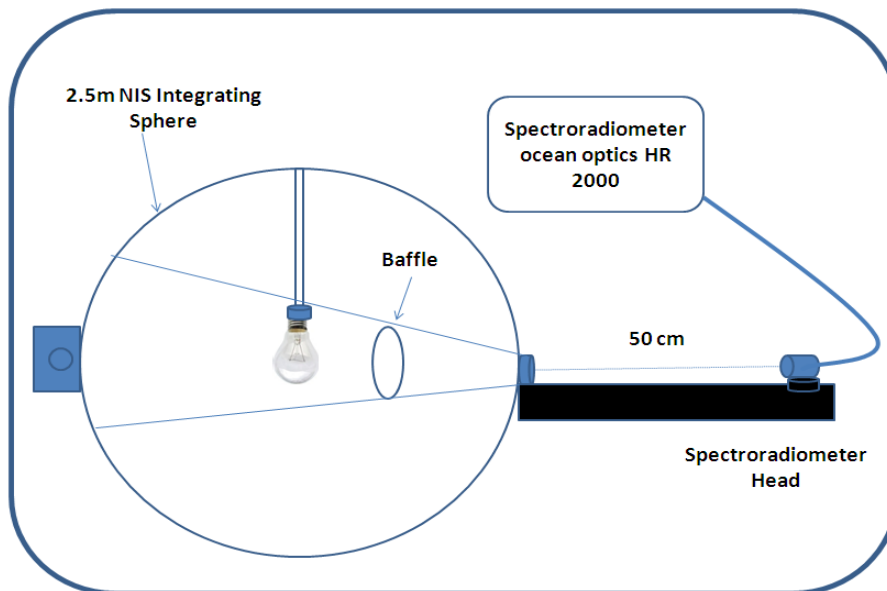 2.5m NIS Integrating
Sphere
Spectroradiometer
ocean optics HR
2000
Baffle
50 cm
Spectroradiometer
Head